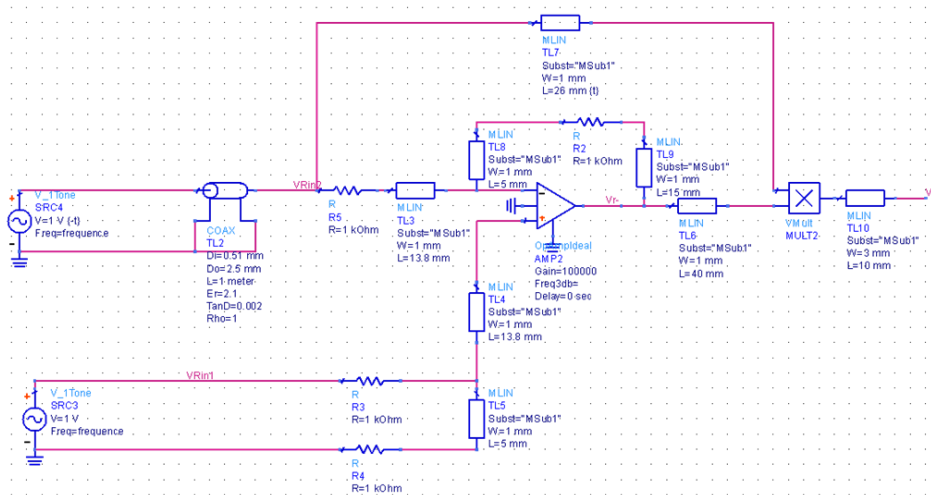 MLIN
TL7
Subst="MSub1"
W=1 mm
L=26 mm {t}
MLIN
TL8
Subst="MSub1"
W=1 mm
L=5 mm
R
R2
R=1 kOhm
MLIN
TL9
Subst="MSub1"
W=1 mm
L=15 mm
V_1Tone
SRC4
V=1 V {-t}
Freq=frequence
COAX
TL2
Di=0.51 mm
Do=2.5 mm
L=1 meter
Er=2.1
TanD=0.002
Rho=1
VRin2
R
R5
R=1 kOhm
MLIN
TL3
Subst="MSub1"
W=1 mm
L=13.8 mm
AMP2
Gain=100000
Freq3db=
Delay=0 sec
Vr-
MLIN
TL6
Subst="MSub1"
W=1 mm
L=40 mm
VMult
MULT2
MLIN
TL10
Subst="MSub1"
W=3 mm
L=10 mm
V
MLIN
TL4
Subst="MSub1"
W=1 mm
L=13.8 mm
VRin1
V_1Tone
SRC3
V=1 V
Freq=frequence
R
R3
R=1 kOhm
MLIN
TL5
Subst="MSub1"
W=1 mm
L=5 mm
R
R4
R=1 kOhm